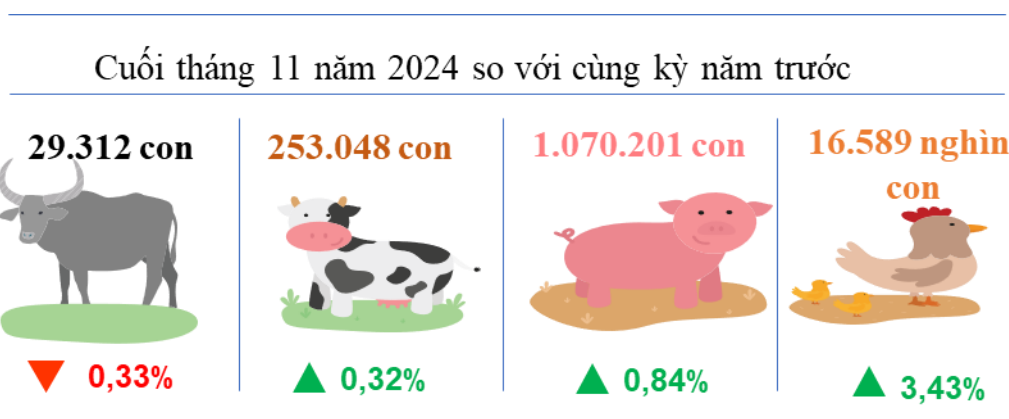 Cuối tháng 11 năm 2024 so với cùng kỳ năm trước
29.312 con
253.048 con
1.070.201 con
16.589 nghìn
con
0,33%
0,32%
0,84%
3,43%